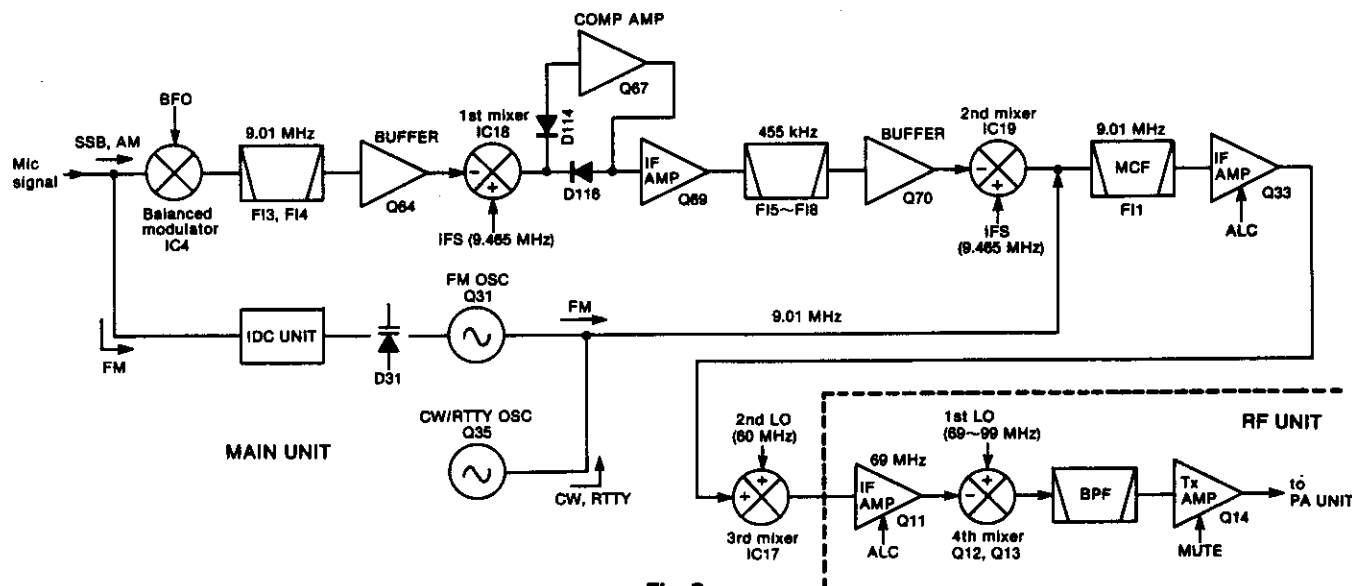 COMP AMP
Q67
BFO
SSB, AM
Mic
signal
Balanced
modulator
IC4
9.01 MHz
FI3, FI4
BUFFER
Q64
1st mixer
IC18
IFS (9.465 MHz)
D114
D116
IF
AMP
Q69
455 kHz
FI5~FI8
BUFFER
Q70
2nd mixer
IC19
IFS
(9.465 MHz)
9.01 MHz
MCF
FI1
IF
AMP
Q33
ALC
FM
IDC UNIT
D31
FM OSC
Q31
FM
9.01 MHz
CW/RTTY OSC
Q35
CW, RTTY
MAIN UNIT
2nd LO
(60 MHz)
3rd mixer
IC17
RF UNIT
69 MHz
IF
AMP
Q11
ALC
1st LO
(69~99 MHz)
4th mixer
Q12, Q13
BPF
Tx
AMP
Q14
MUTE
to
PA UNIT